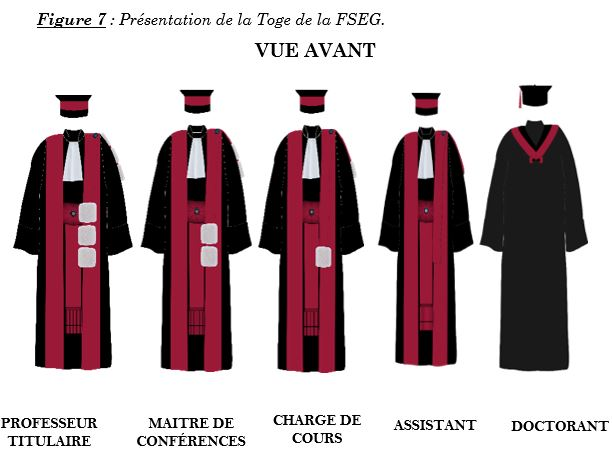 Figure 7 : Présentation de la Toge de la FSEG.
VUE AVANT
PROFESSEUR
TITULAIRE
MAITRE DE
CONFÉRENCES
CHARGE DE
COURS
ASSISTANT
DOCTORANT